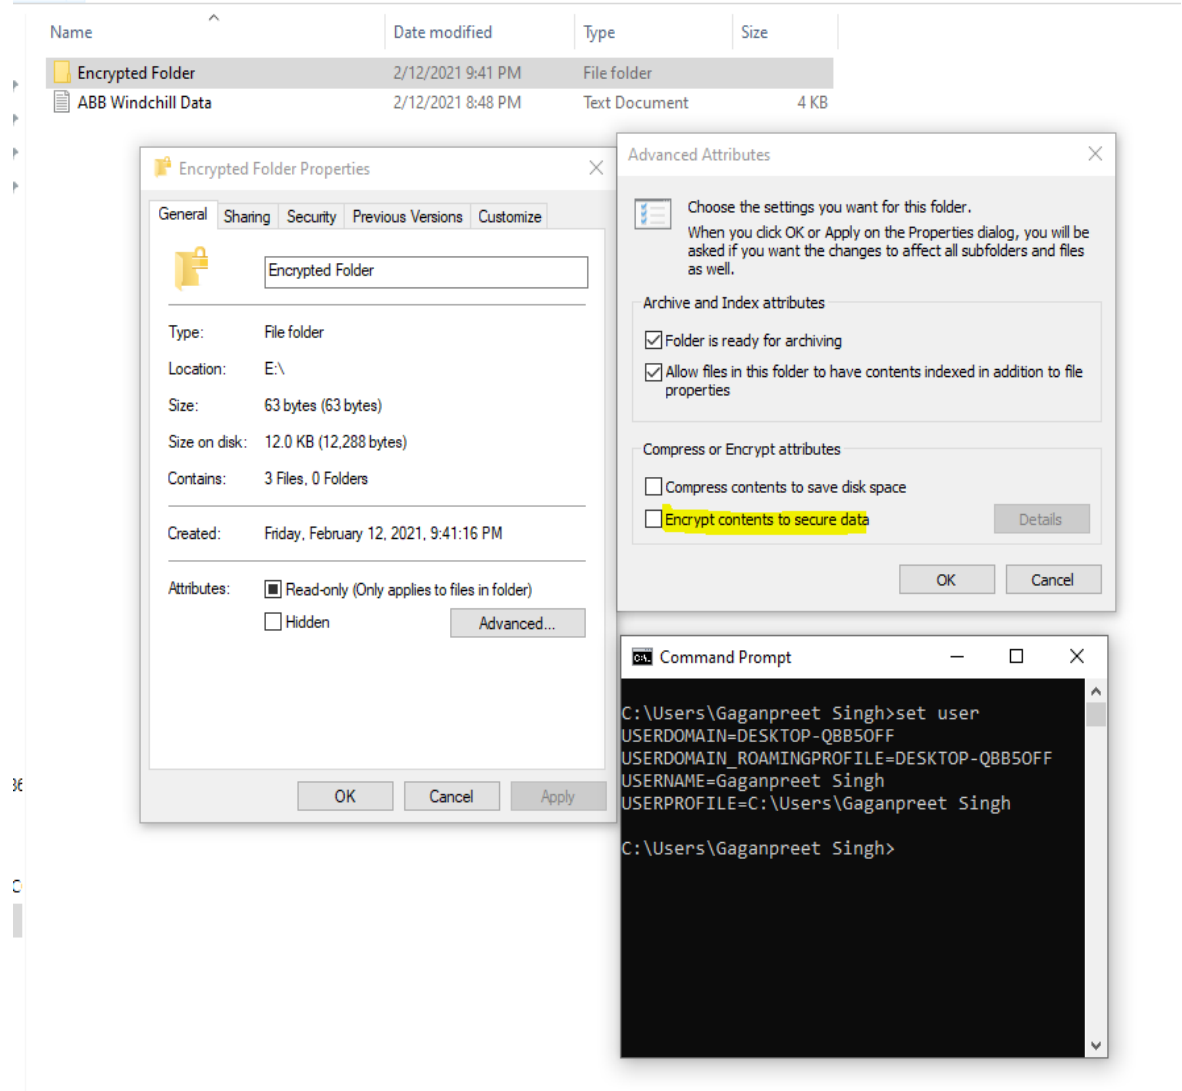 Name Date modified Type Size
Encrypted Folder 2/12/2021 9:41 PM File folder
ABB Windchill Data 2/12/2021 8:48 PM Text Document 4 KB
Encrypted Folder Properties
General Sharing Security Previous Versions Customize
Encrypted Folder
Type: File folder
Location: E:\
Size: 63 bytes (63 bytes)
Size on disk: 12.0 KB (12,288 bytes)
Contains: 3 Files, 0 Folders
Created: Friday, February 12, 2021, 9:41:16 PM
Attributes: Read-only (Only applies to files in folder)
Hidden Advanced...
OK Cancel Apply
Advanced Attributes
Choose the settings you want for this folder.
When you click OK or Apply on the Properties dialog, you will be
asked if you want the changes to affect all subfolders and files
as well.
Archive and Index attributes
Folder is ready for archiving
Allow files in this folder to have contents indexed in addition to file
properties
Compress or Encrypt attributes
Compress contents to save disk space
Encrypt contents to secure data Details
OK Cancel
Command Prompt
C:\Users\Gaganpreet Singh>set user
USERDOMAIN=DESKTOP-QBB5OFF
USERDOMAIN_ROAMINGPROFILE=DESKTOP-QBB5OFF
USERNAME=Gaganpreet Singh
USERPROFILE=C:\Users\Gaganpreet Singh
C:\Users\Gaganpreet Singh>